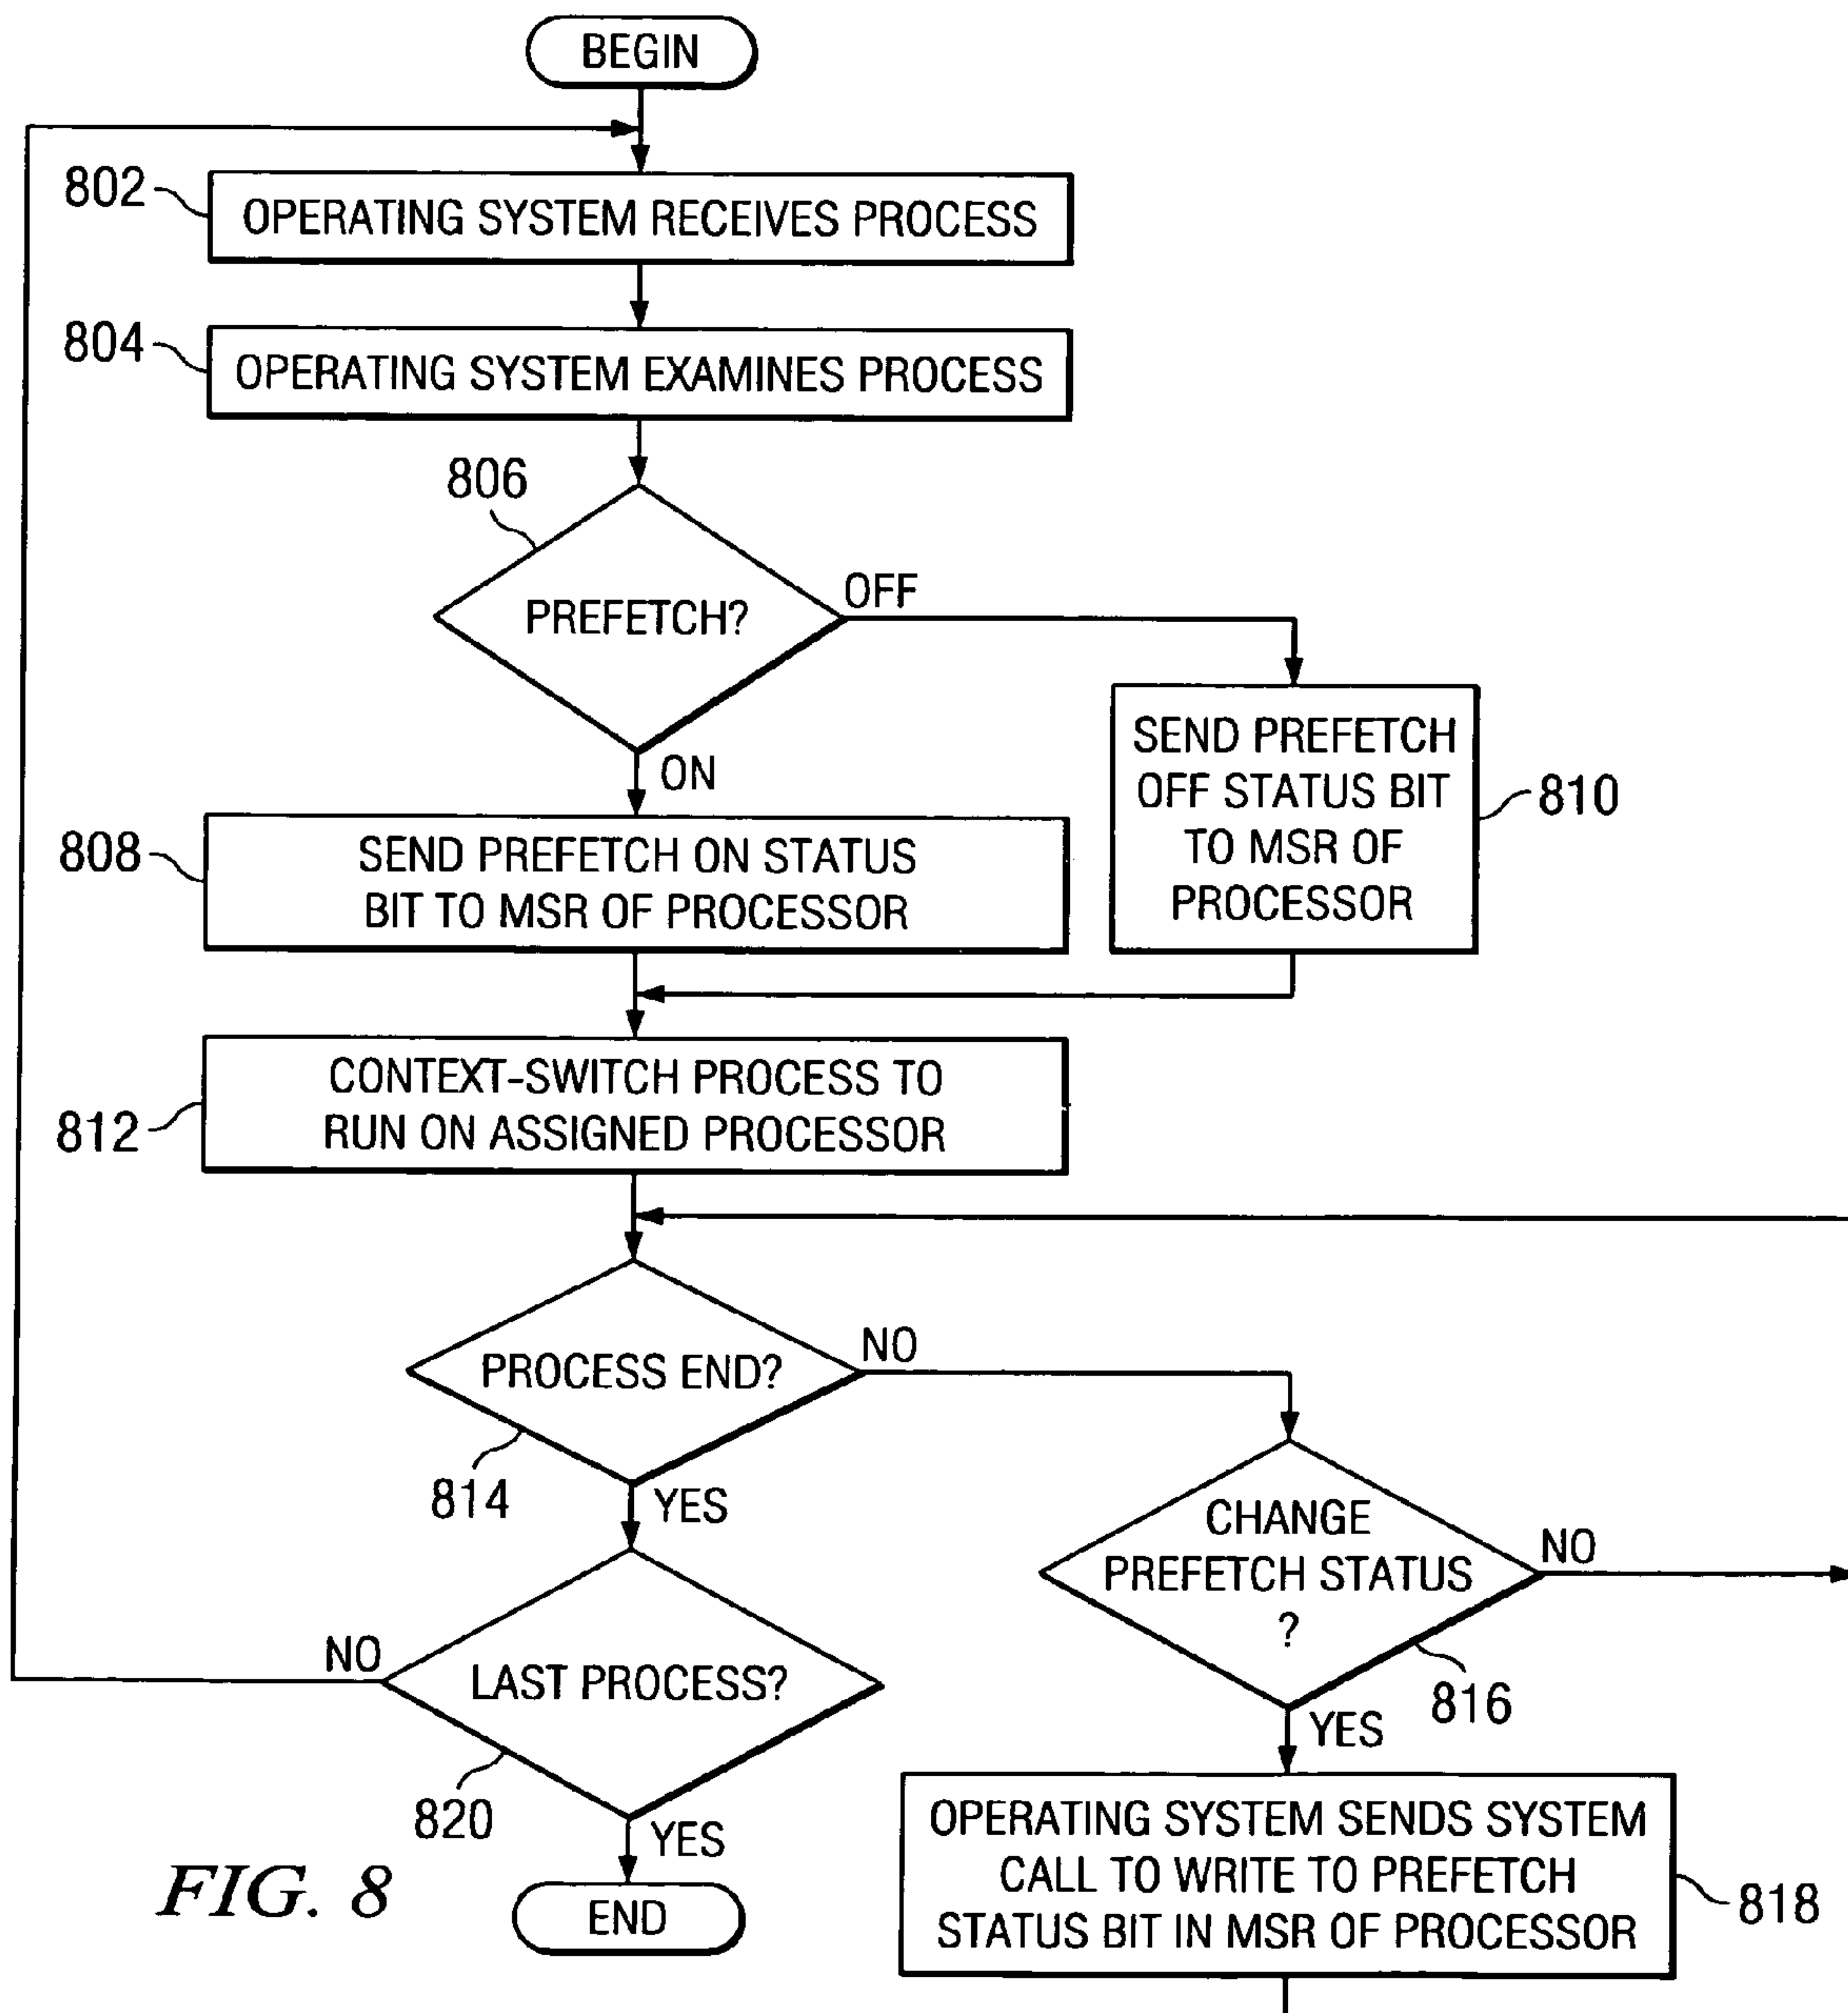 BEGIN
802
OPERATING SYSTEM RECEIVES PROCESS
804
OPERATING SYSTEM EXAMINES PROCESS
806
PREFETCH?
OFF
ON
SEND PREFETCH
OFF STATUS BIT
TO MSR OF
PROCESSOR
810
808
SEND PREFETCH ON STATUS
BIT TO MSR OF PROCESSOR
812
CONTEXT-SWITCH PROCESS TO
RUN ON ASSIGNED PROCESSOR
PROCESS END?
NO
814
YES
CHANGE
PREFETCH STATUS
?
NO
816
YES
NO
LAST PROCESS?
820
YES
OPERATING SYSTEM SENDS SYSTEM
CALL TO WRITE TO PREFETCH
STATUS BIT IN MSR OF PROCESSOR
818
FIG. 8
END